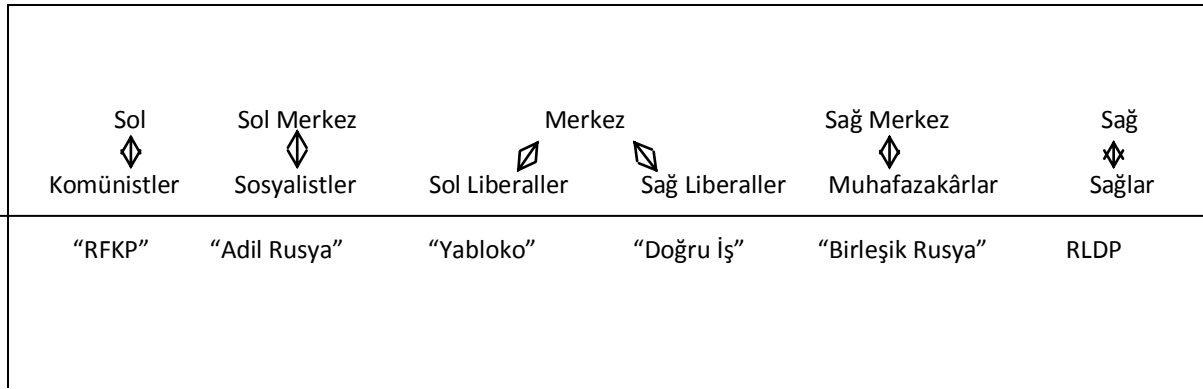 Sol Sol Merkez Merkez Sağ Merkez Sağ
Komünistler Sosyalistler Sol Liberaller Sağ Liberaller Muhafazakârlar Sağlar
“RFKP” “Adil Rusya” “Yabloko” “Doğru İş” “Birleşik Rusya” RLDP